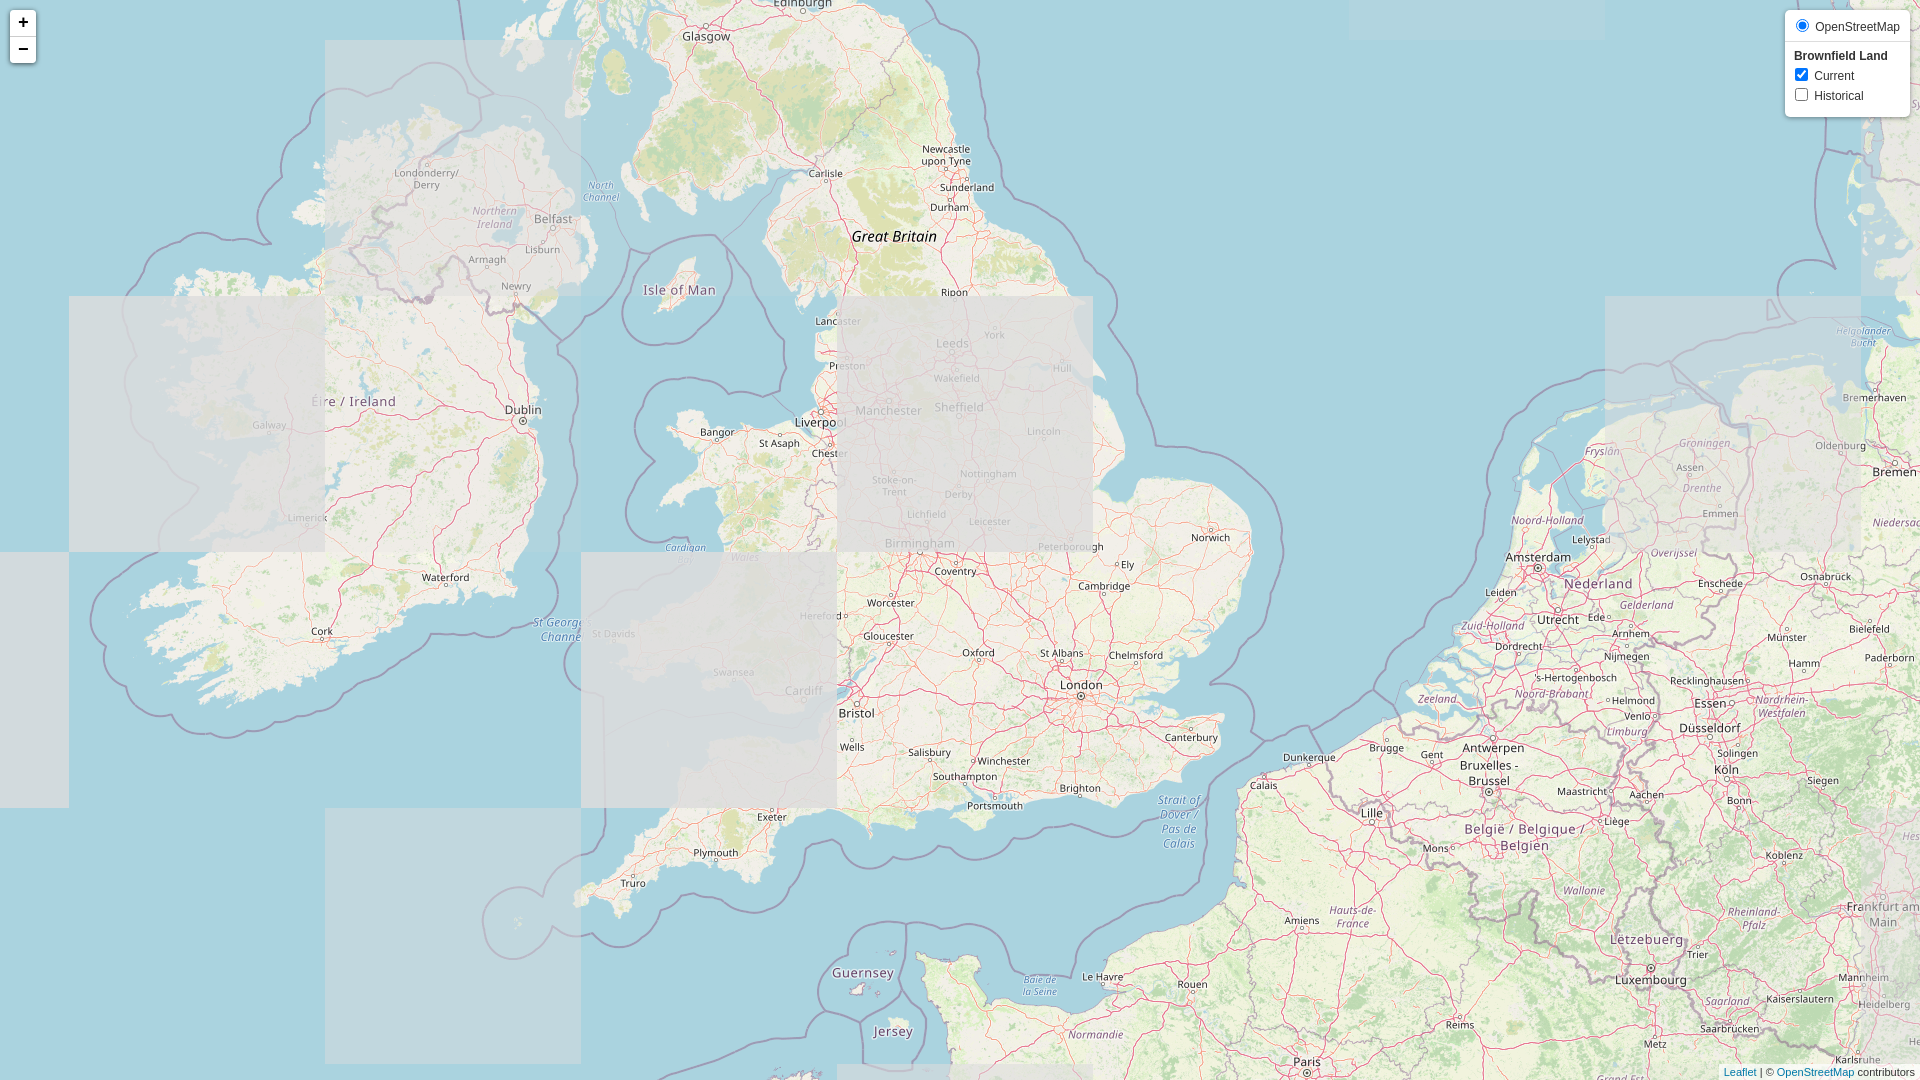 +
−
OpenStreetMap
Brownfield Land
Current
Historical
Edinburgh
Glasgow
Newcastle
upon Tyne
Londonderry/
Derry
Carlisle
Sunderland
North
Channel
Durham
Northern
Ireland
Belfast
Great Britain
Lisburn
Armagh
Newry
Isle of Man
Ripon
Lancaster
Helgoländer
Bucht
York
Leeds
Preston
Hull
Wakefield
Éire / Ireland
Bremerhaven
Dublin
Manchester
Sheffield
Liverpool
Galway
Bangor
Lincoln
St Asaph
Groningen
Oldenburg
Chester
Fryslân
Assen
Bremen
Nottingham
Stoke-on-
Trent
Derby
Drenthe
Limerick
Lichfield
Leicester
Emmen
Noord-Holland
Niedersac
Norwich
Lelystad
Birmingham
Peterborough
Cardigan
Wales
Overijssel
Amsterdam
Ely
Coventry
Waterford
Cambridge
Nederland
Enschede
Osnabrück
Leiden
Worcester
Gelderland
Hereford
Utrecht
Ede
St George
Channe
Cork
St Davids
Gloucester
Zuid-Holland
Arnhem
Bielefeld
Münster
Oxford
St Albans
Chelmsford
Dordrecht
Nijmegen
Paderborn
Hamm
Swansea
London
's-Hertogenbosch
Recklinghausen
Cardiff
Zeeland
Noord-Brabant
Helmond
Essen
Nordrhein-
Westfalen
Bristol
Venlo
Canterbury
Limburg
Düsseldorf
Wells
Salisbury
Brugge
Antwerpen
Winchester
Dunkerque
Gent
Bruxelles -
Brussel
Solingen
Köln
Southampton
Calais
Brighton
Maastricht
Aachen
Siegen
Portsmouth
Strait of
Dover /
Pas de
Calais
Bonn
Exeter
Lille
Liège
België / Belgique /
Belgien
Hess
Plymouth
Mons
Koblenz
Truro
Wallonie
Hauts-de-
France
Amiens
Rheinland-
Pfalz
Frankfurt am
Main
Lëtzebuerg
Trier
Guernsey
Le Havre
Baie de
la Seine
Rouen
Luxembourg
Mannheim
Saarland
Kaiserslautern
Heidelberg
Jersey
Normandie
Reims
Saarbrücken
Metz
Paris
Karlsruhe
Grand Est
Leaflet | © OpenStreetMap contributors